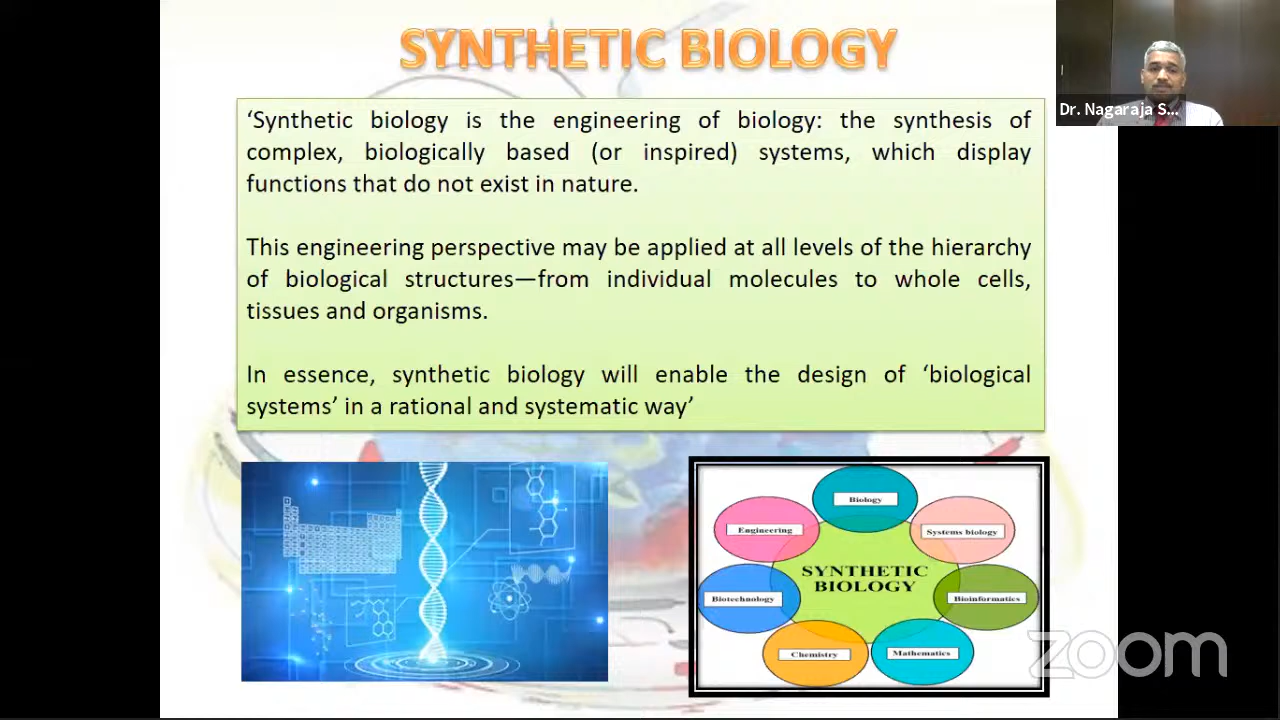 SYNTHETIC BIOLOGY
Dr. Nagaraja S...
‘Synthetic biology is the engineering of biology: the synthesis of
complex, biologically based (or inspired) systems, which display
functions that do not exist in nature.
This engineering perspective may be applied at all levels of the hierarchy
of biological structures—from individual molecules to whole cells,
tissues and organisms.
In essence, synthetic biology will enable the design of ‘biological
systems’ in a rational and systematic way’
Biology
Engineering
Systems biology
SYNTHETIC
BIOLOGY
Biotechnology
Bioinformatics
Chemistry
Mathematics
zoom